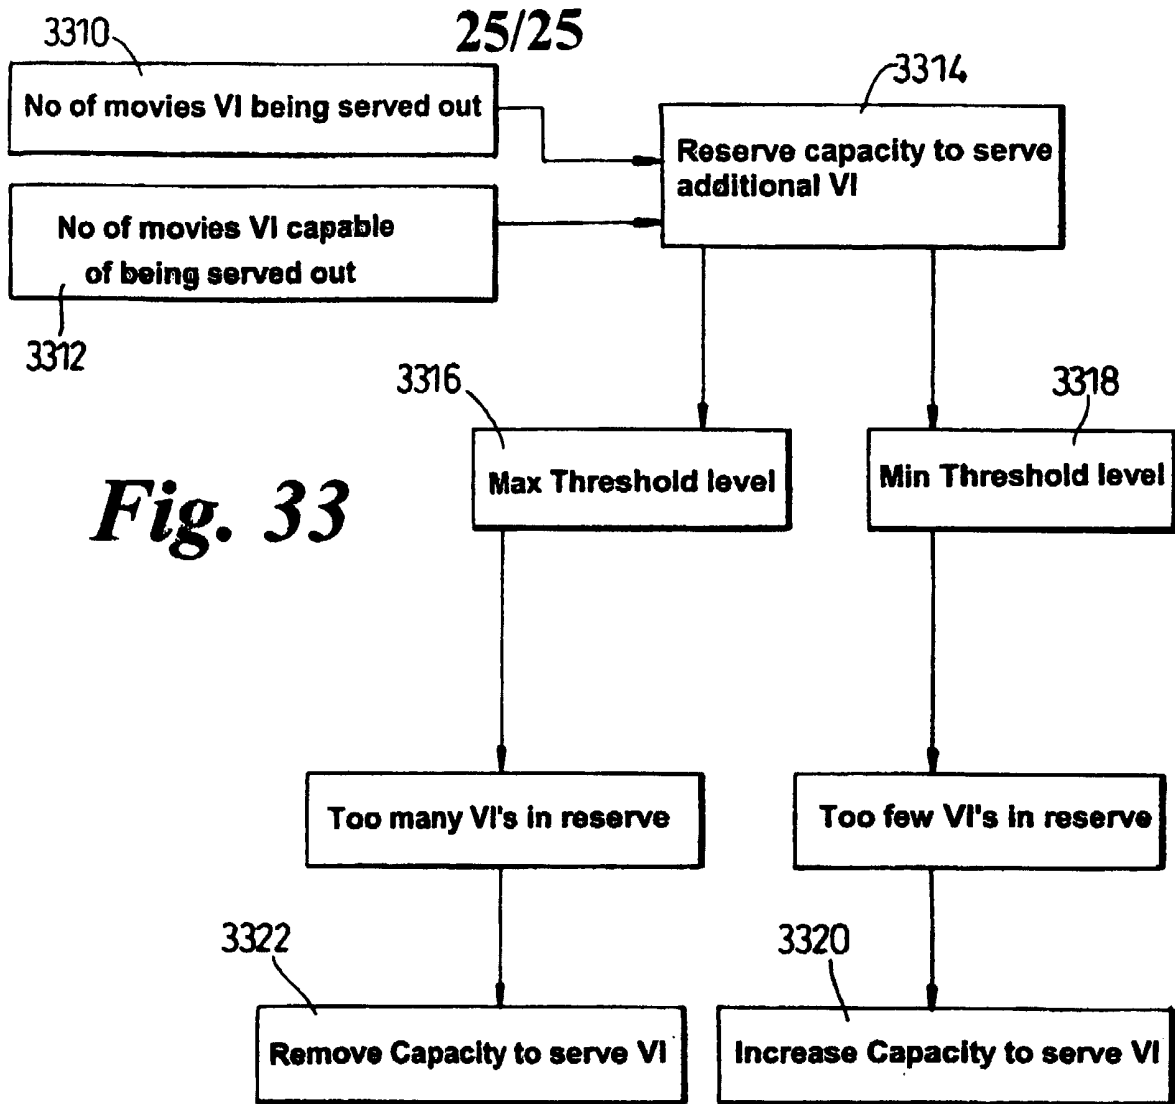 25/25
3310
No of movies VI being served out
3314
Reserve capacity to serve
additional VI
No of movies VI capable
of being served out
3312
3316
Max Threshold level
3318
Min Threshold level
Fig. 33
Too many VI's in reserve
Too few VI's in reserve
3322
Remove Capacity to serve VI
3320
Increase Capacity to serve VI